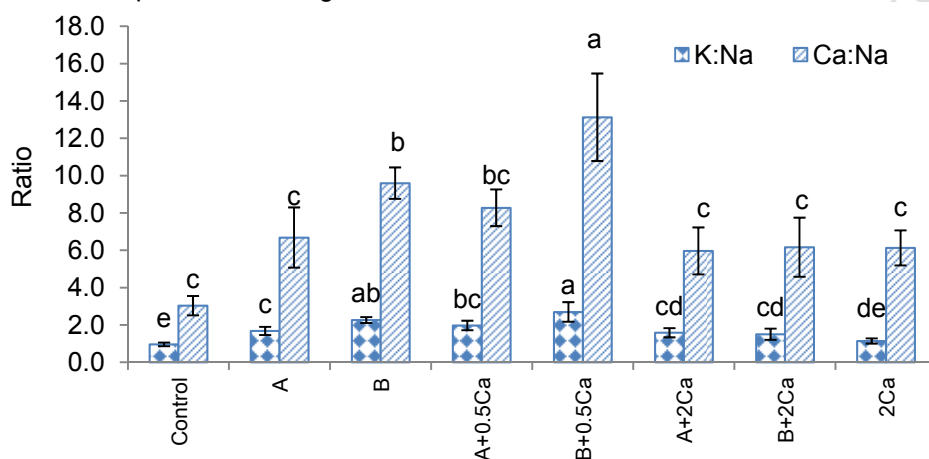 18.0
16.0
14.0
12.0
10.0
8.0
6.0
4.0
2.0
0.0
Ratio
K:Na Ca:Na
e c
c c
ab b
bc bc
a a
cd c
cd c
de c
Control
A
B
A+0.5Ca
B+0.5Ca
A+2Ca
B+2Ca
2Ca